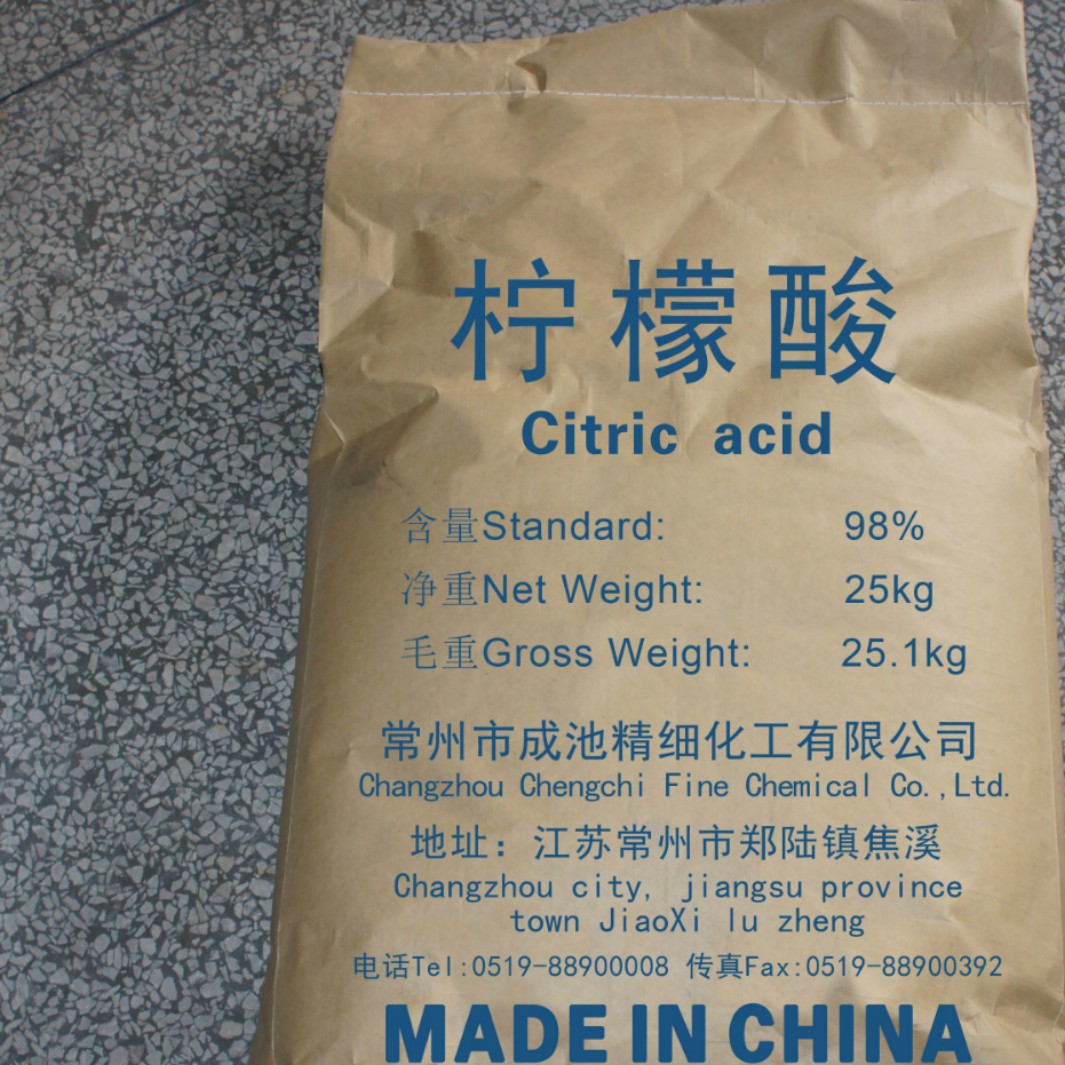 柠檬酸
Citric acid
含量Standard: 98%
净重Net Weight: 25kg
毛重Gross Weight: 25.1kg
常州市成池精细化工有限公司
Changzhou Chengchi Fine Chemical Co.,Ltd.
地址：江苏常州市郑陆镇焦溪
Changzhou city, jiangsu province
town JiaoXi lu zheng
电话Tel:0519-88900008 传真Fax:0519-88900392
MADE IN CHINA